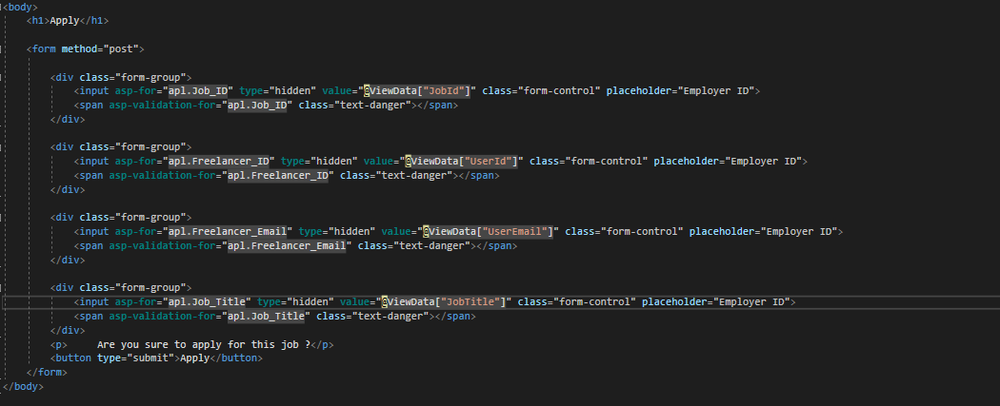 <body>
<h1>Apply</h1>
<form method="post">
<div class="form-group">
<input asp-for="apl.Job_ID" type="hidden" value="@ViewData["JobId"]" class="form-control" placeholder="Employer ID">
<span asp-validation-for="apl.Job_ID" class="text-danger"></span>
</div>
<div class="form-group">
<input asp-for="apl.Freelancer_ID" type="hidden" value="@ViewData["UserId"]" class="form-control" placeholder="Employer ID">
<span asp-validation-for="apl.Freelancer_ID" class="text-danger"></span>
</div>
<div class="form-group">
<input asp-for="apl.Freelancer_Email" type="hidden" value="@ViewData["UserEmail"]" class="form-control" placeholder="Employer ID">
<span asp-validation-for="apl.Freelancer_Email" class="text-danger"></span>
</div>
<div class="form-group">
<input asp-for="apl.Job_Title" type="hidden" value="@ViewData["JobTitle"]" class="form-control" placeholder="Employer ID">
<span asp-validation-for="apl.Job_Title" class="text-danger"></span>
</div>
<p>     Are you sure to apply for this job ?</p>
<button type="submit">Apply</button>
</form>
</body>